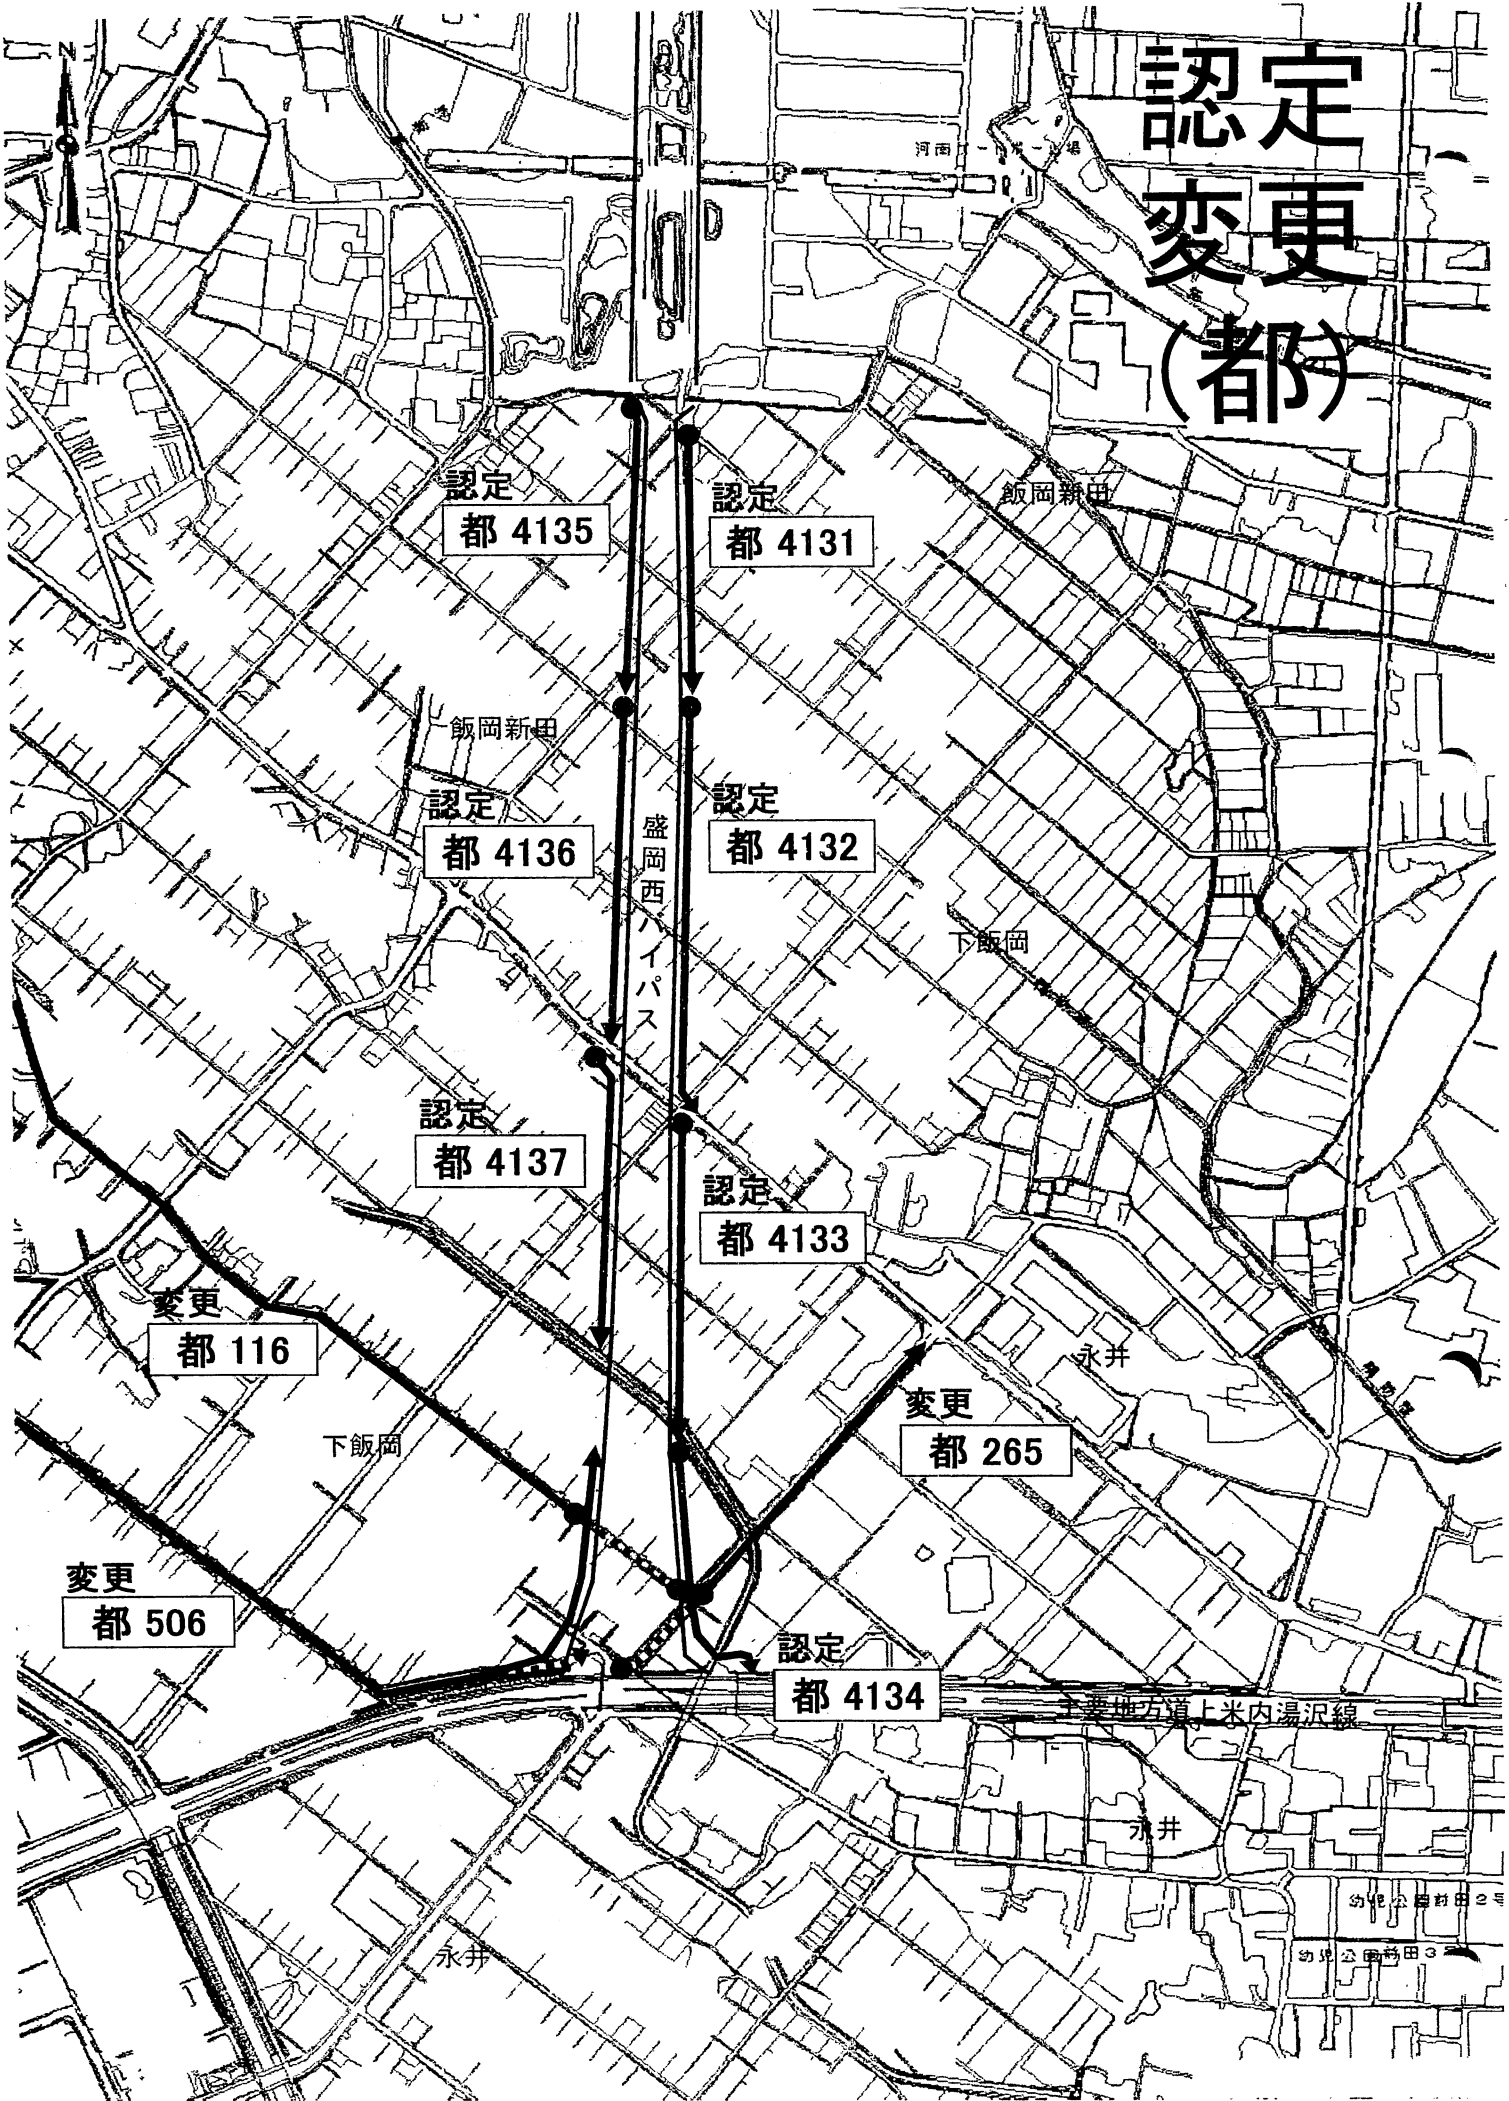 認定
変更
(都)
N
飯岡新田
認定
都 4135
認定
都 4131
飯岡新田
認定
都 4136
盛岡西バイパス
認定
都 4132
下飯岡
認定
都 4137
認定
都 4133
変更
都 116
永井
変更
都 265
下飯岡
変更
都 506
認定
都 4134
主要地方道上米内湯沢線
永井
永井